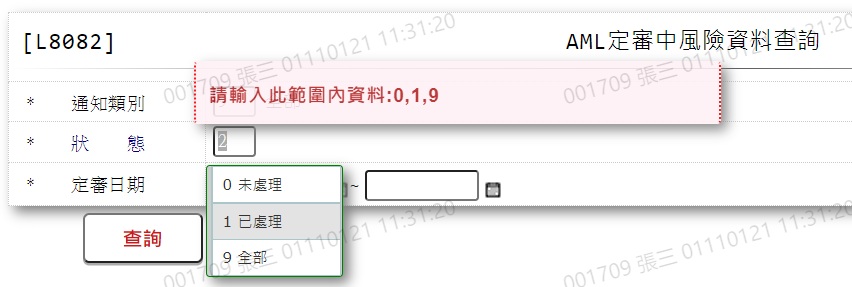 [L8082] AML定審中風險資料查詢
001709 張三 01110121 11:31:20
001709 張三 01110121 11:31:20
請輸入此範圍內資料:0,1,9
* 通知類別
* 狀 態 2
* 定審日期 ~
0 未處理
1 已處理
9 全部
查詢
001709 張三 01110121 11:31:20
001709 張三 01110121 11:31:20